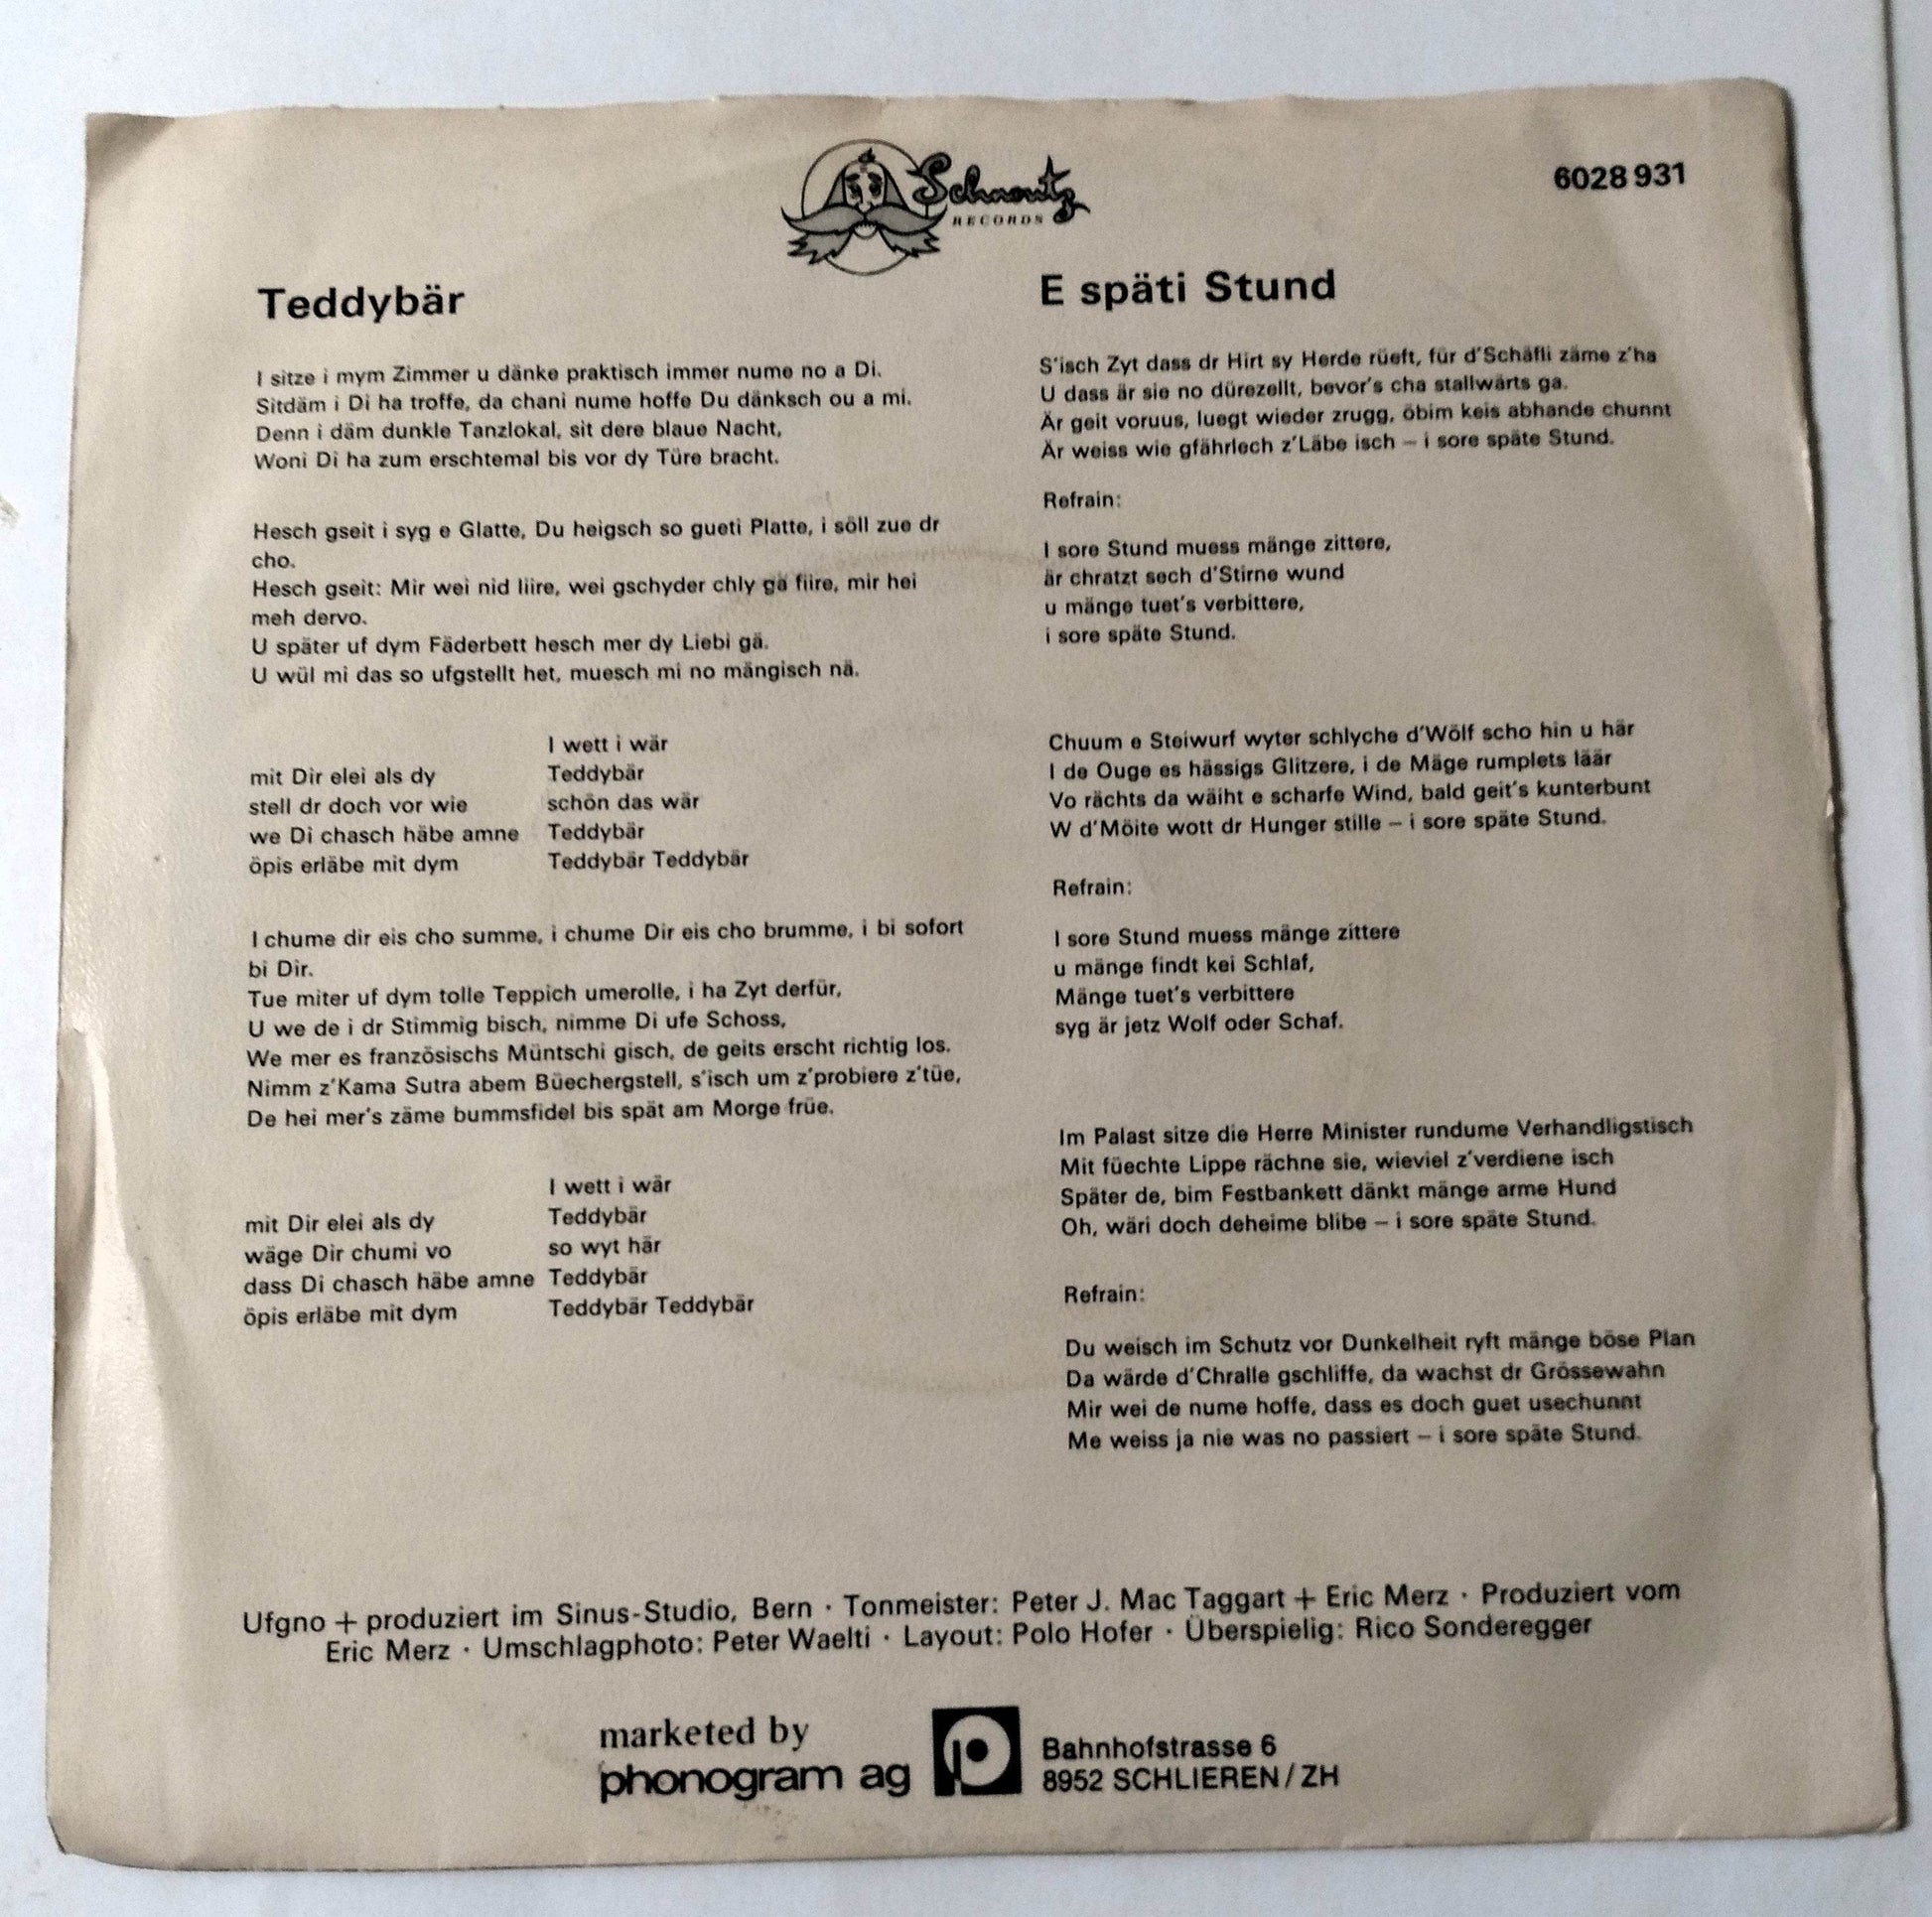 Schnoutz
RECORDS
6028 931
Teddybär
I sitze i mym Zimmer u dänke praktisch immer nume no a Di.
Sitdäm i Di ha troffe, da chani nume hoffe Du dänksch ou a mi.
Denn i däm dunkle Tanzlokal, sit dere blaue Nacht,
Woni Di ha zum erschtemal bis vor dy Türe bracht.
Hesch gseit i syg e Glatte, Du heigsch so gueti Platte, i söll zue dr
cho.
Hesch gseit: Mir wei nid liire, wei gschyder chly ga fiire, mir hei
meh dervo.
U später uf dym Fäderbett hesch mer dy Liebi gä.
U wül mi das so ufgstellt het, muesch mi no mängisch nä.
I wett i wär
mit Dir elei als dy Teddybär
stell dr doch vor wie schön das wär
we Di chasch häbe amne Teddybär
öpis erläbe mit dym Teddybär Teddybär
I chume dir eis cho summe, i chume Dir eis cho brumme, i bi sofort
bi Dir.
Tue miter uf dym tolle Teppich umerolle, i ha Zyt derfür,
U we de i dr Stimmig bisch, nimme Di ufe Schoss,
We mer es französischs Müntschi gisch, de geits erscht richtig los.
Nimm z'Kama Sutra abem Büechergstell, s'isch um z'probiere z'tüe,
De hei mer's zäme bummsfidel bis spät am Morge früe.
I wett i wär
mit Dir elei als dy Teddybär
wäge Dir chumi vo so wyt här
dass Di chasch häbe amne Teddybär
öpis erläbe mit dym Teddybär Teddybär
E späti Stund
S'isch Zyt dass dr Hirt sy Herde rüeft, für d'Schäfli zäme z'ha
U dass är sie no dürezellt, bevor's cha stallwärts ga.
Är geit voruus, luegt wieder zrugg, öbim keis abhande chunnt
Är weiss wie gfährlech z'Läbe isch – i sore späte Stund.
Refrain:
I sore Stund muess mänge zittere,
är chratzt sech d'Stirne wund
u mänge tuet's verbittere,
i sore späte Stund.
Chuum e Steiwurf wyter schlyche d'Wölf scho hin u här
I de Ouge es hässigs Glitzere, i de Mäge rumplets läär
Vo rächts da wäiht e scharfe Wind, bald geit's kunterbunt
W d'Möite wott dr Hunger stille – i sore späte Stund.
Refrain:
I sore Stund muess mänge zittere
u mänge findt kei Schlaf,
Mänge tuet's verbittere
syg är jetz Wolf oder Schaf.
Im Palast sitze die Herre Minister rundume Verhandligstisch
Mit füechte Lippe rächne sie, wieviel z'verdiene isch
Später de, bim Festbankett dänkt mänge arme Hund
Oh, wäri doch deheime blibe – i sore späte Stund.
Refrain:
Du weisch im Schutz vor Dunkelheit ryft mänge böse Plan
Da wärde d'Chralle gschliffe, da wachst dr Grössewahn
Mir wei de nume hoffe, dass es doch guet usechunnt
Me weiss ja nie was no passiert – i sore späte Stund.
Ufgno + produziert im Sinus-Studio, Bern · Tonmeister: Peter J. Mac Taggart + Eric Merz · Produziert vom
Eric Merz · Umschlagphoto: Peter Waelti · Layout: Polo Hofer · Überspielig: Rico Sonderegger
marketed by
phonogram ag
Bahnhofstrasse 6
8952 SCHLIEREN/ZH